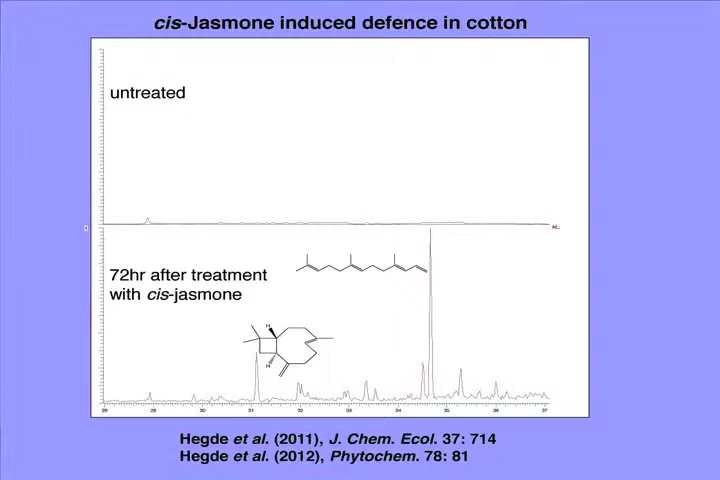 cis-Jasmone induced defence in cotton
untreated
NL:
72hr after treatment
with cis-jasmone
H
H
28 29 30 31 32 33 34 35 36 37
Hegde et al. (2011), J. Chem. Ecol. 37: 714
Hegde et al. (2012), Phytochem. 78: 81